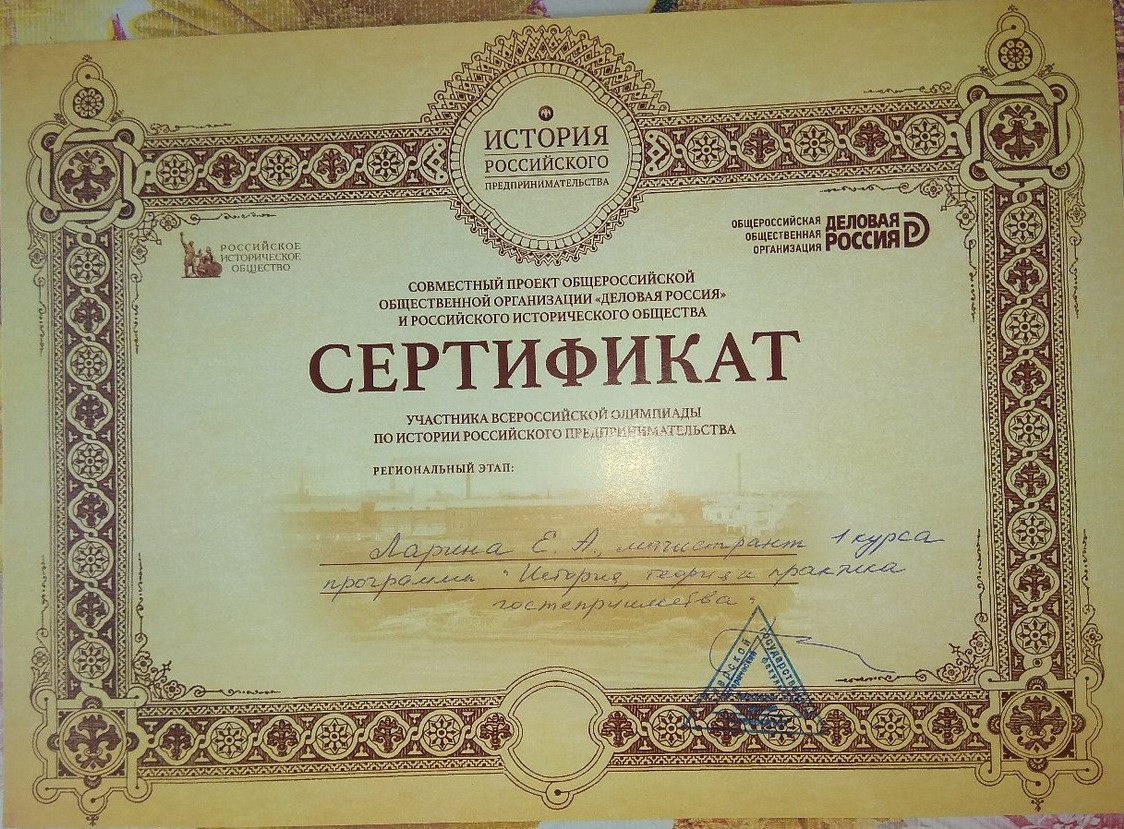 ИСТОРИЯ
РОССИЙСКОГО
ПРЕДПРИНИМАТЕЛЬСТВА
РОССИЙСКОЕ
ИСТОРИЧЕСКОЕ
ОБЩЕСТВО
ОБЩЕРОССИЙСКАЯ
ОБЩЕСТВЕННАЯ
ОРГАНИЗАЦИЯ
ДЕЛОВАЯ
РОССИЯ
СОВМЕСТНЫЙ ПРОЕКТ ОБЩЕРОССИЙСКОЙ
ОБЩЕСТВЕННОЙ ОРГАНИЗАЦИИ «ДЕЛОВАЯ РОССИЯ»
И РОССИЙСКОГО ИСТОРИЧЕСКОГО ОБЩЕСТВА
СЕРТИФИКАТ
УЧАСТНИКА ВСЕРОССИЙСКОЙ ОЛИМПИАДЫ
ПО ИСТОРИИ РОССИЙСКОГО ПРЕДПРИНИМАТЕЛЬСТВА
РЕГИОНАЛЬНЫЙ ЭТАП:
Ларина Е. А., магистрант 1 курса
программы "История, теория и практика
гостеприимства"